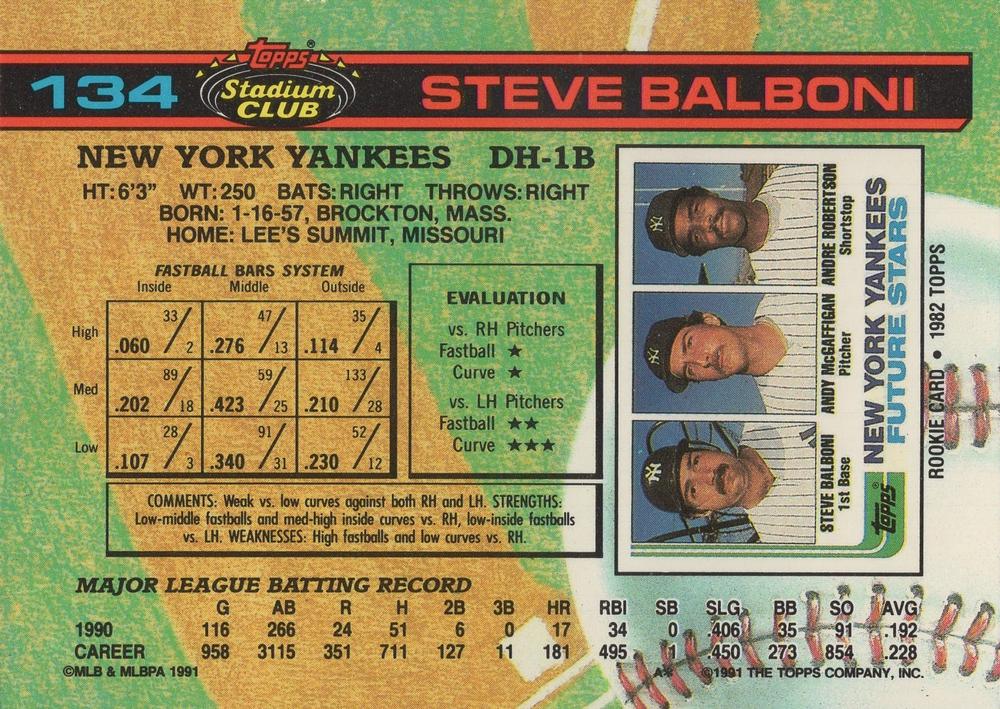 134
Topps®
Stadium
CLUB
STEVE BALBONI
NEW YORK YANKEES DH-1B
HT: 6'3" WT: 250 BATS: RIGHT THROWS: RIGHT
BORN: 1-16-57, BROCKTON, MASS.
HOME: LEE'S SUMMIT, MISSOURI
FASTBALL BARS SYSTEM
Inside Middle Outside
High .060 33/2 .276 47/13 .114 35/4
Med .202 89/18 .423 59/25 .210 133/28
Low .107 28/3 .340 91/31 .230 52/12
EVALUATION
vs. RH Pitchers
Fastball ★
Curve ★
vs. LH Pitchers
Fastball ★★
Curve ★★★
COMMENTS: Weak vs. low curves against both RH and LH. STRENGTHS:
Low-middle fastballs and med-high inside curves vs. RH, low-inside fastballs
vs. LH. WEAKNESSES: High fastballs and low curves vs. RH.
STEVE BALBONI
1st Base
ANDY McGAFFIGAN
Pitcher
ANDRE ROBERTSON
Shortstop
Topps®
NEW YORK YANKEES
FUTURE STARS
ROOKIE CARD • 1982 TOPPS
MAJOR LEAGUE BATTING RECORD
G AB R H 2B 3B HR RBI SB SLG BB SO AVG
1990 116 266 24 51 6 0 17 34 0 .406 35 91 .192
CAREER 958 3115 351 711 127 11 181 495 1 .450 273 854 .228
©MLB & MLBPA 1991
A* ©1991 THE TOPPS COMPANY, INC.